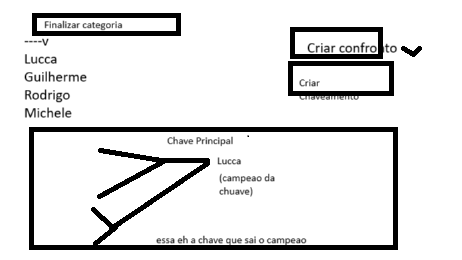 Finalizar categoria
----v
Lucca
Guilherme
Rodrigo
Michele
Criar confronto
Criar
Chaveamento
Chave Principal
Lucca
(campeao da
chuave)
essa eh a chave que sai o campeao